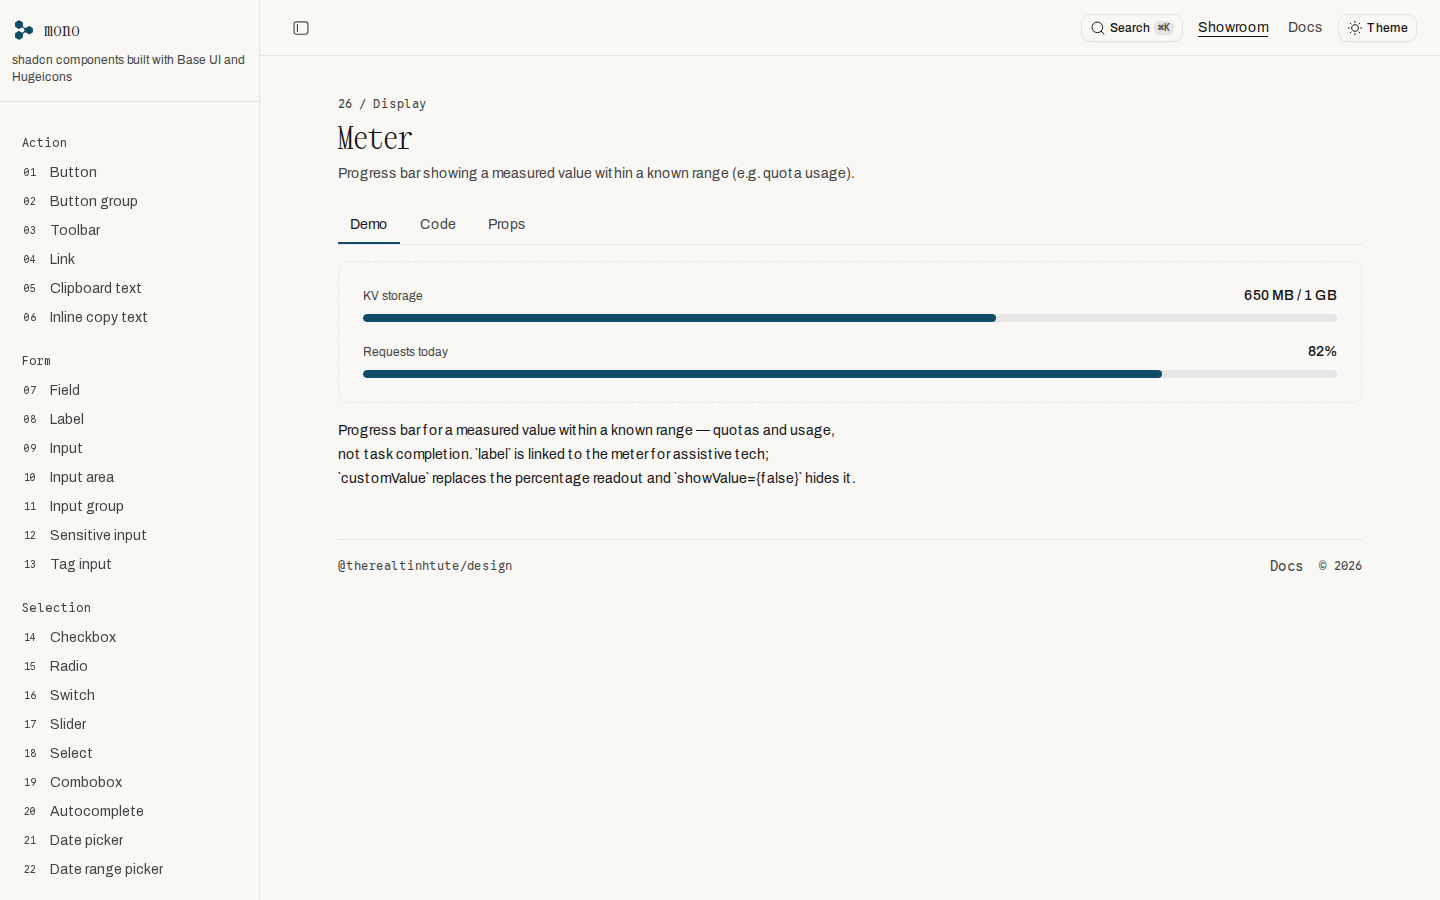 mono
shadcn components built with Base UI and
Hugeicons
Action
01 Button
02 Button group
03 Toolbar
04 Link
05 Clipboard text
06 Inline copy text
Form
07 Field
08 Label
09 Input
10 Input area
11 Input group
12 Sensitive input
13 Tag input
Selection
14 Checkbox
15 Radio
16 Switch
17 Slider
18 Select
19 Combobox
20 Autocomplete
21 Date picker
22 Date range picker
Search ⌘K Showroom Docs Theme
26 / Display
Meter
Progress bar showing a measured value within a known range (e.g. quota usage).
Demo Code Props
KV storage 650 MB / 1 GB
Requests today 82%
Progress bar for a measured value within a known range — quotas and usage,
not task completion. `label` is linked to the meter for assistive tech;
`customValue` replaces the percentage readout and `showValue={false}` hides it.
@therealtinhtute/design Docs © 2026